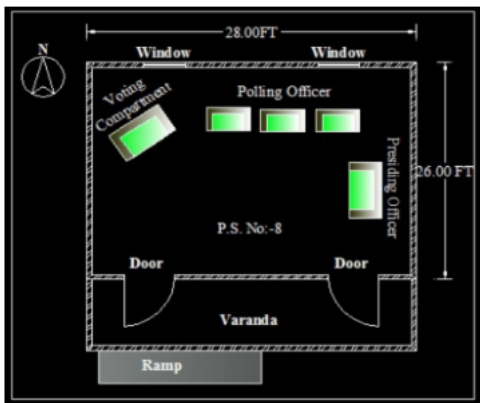 28.00FT
N
Window
Window
Voting
Compartment
Polling Officer
Presiding Officer
26.00 FT
P.S. No:-8
Door
Door
Varanda
Ramp